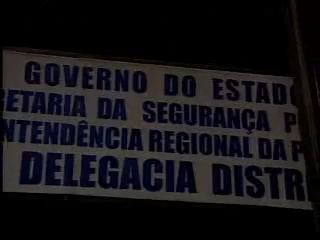 GOVERNO DO ESTADO
RETARIA DA SEGURANÇA P
NTENDÊNCIA REGIONAL DA P
DELEGACIA DISTR